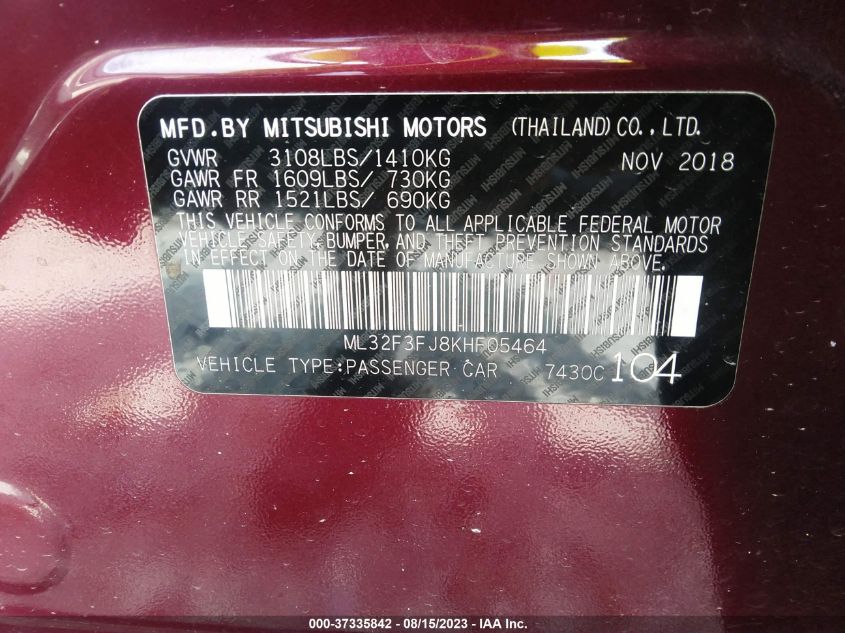 MFD.BY MITSUBISHI MOTORS (THAILAND)CO.,LTD.
GVWR 3108LBS/1410KG NOV 2018
GAWR FR 1609LBS/ 730KG
GAWR RR 1521LBS/ 690KG
THIS VEHICLE CONFORMS TO ALL APPLICABLE FEDERAL MOTOR
VEHICLE SAFETY, BUMPER, AND THEFT PREVENTION STANDARDS
IN EFFECT ON THE DATE OF MANUFACTURE SHOWN ABOVE.
ML32F3FJ8KHF05464
VEHICLE TYPE:PASSENGER CAR 7430C 104
000-37335842 - 08/15/2023 - IAA Inc.